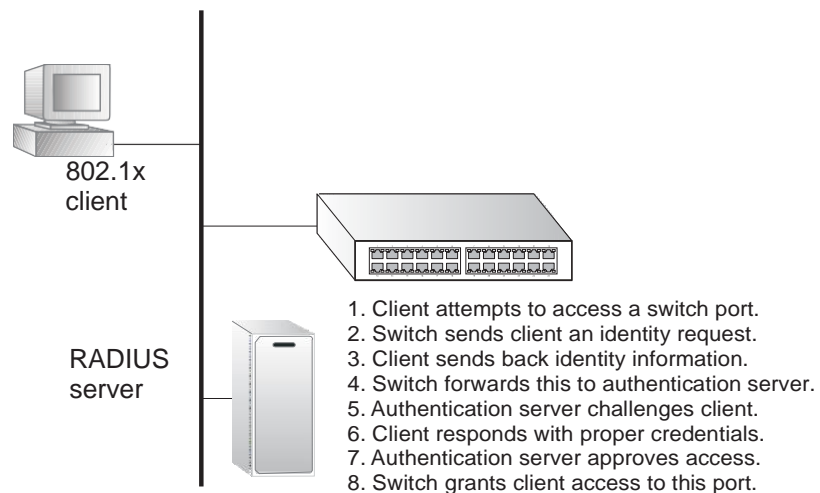 802.1x
client
RADIUS
server
1. Client attempts to access a switch port.
2. Switch sends client an identity request.
3. Client sends back identity information.
4. Switch forwards this to authentication server.
5. Authentication server challenges client.
6. Client responds with proper credentials.
7. Authentication server approves access.
8. Switch grants client access to this port.